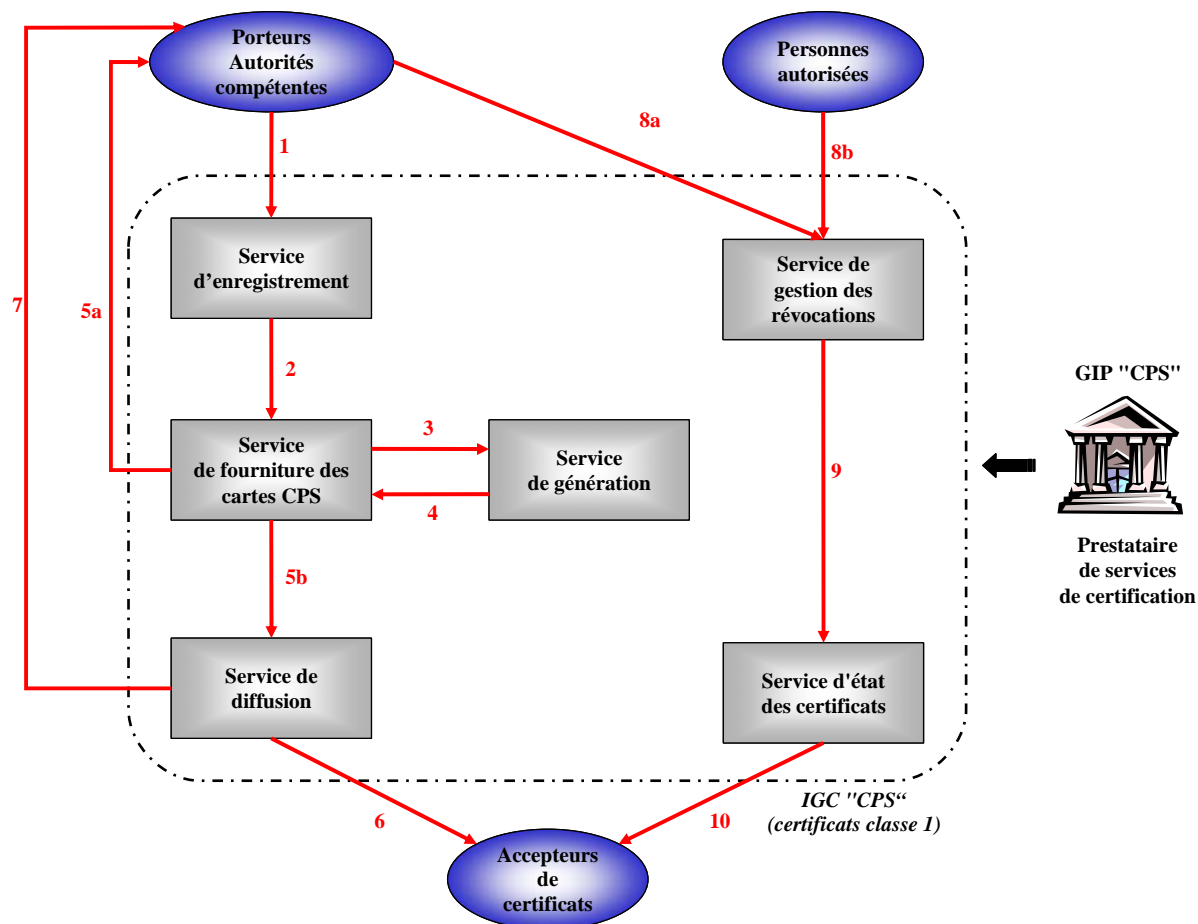 Porteurs
Autorités
compétentes
Personnes
autorisées
8a
1
8b
Service
d’enregistrement
Service de
gestion des
révocations
7
5a
2
GIP "CPS"
Service
de fourniture des
cartes CPS
3
4
Service
de génération
9
Prestataire
de services
de certification
5b
Service de
diffusion
Service d'état
des certificats
6
10
IGC "CPS“
(certificats classe 1)
Accepteurs
de
certificats